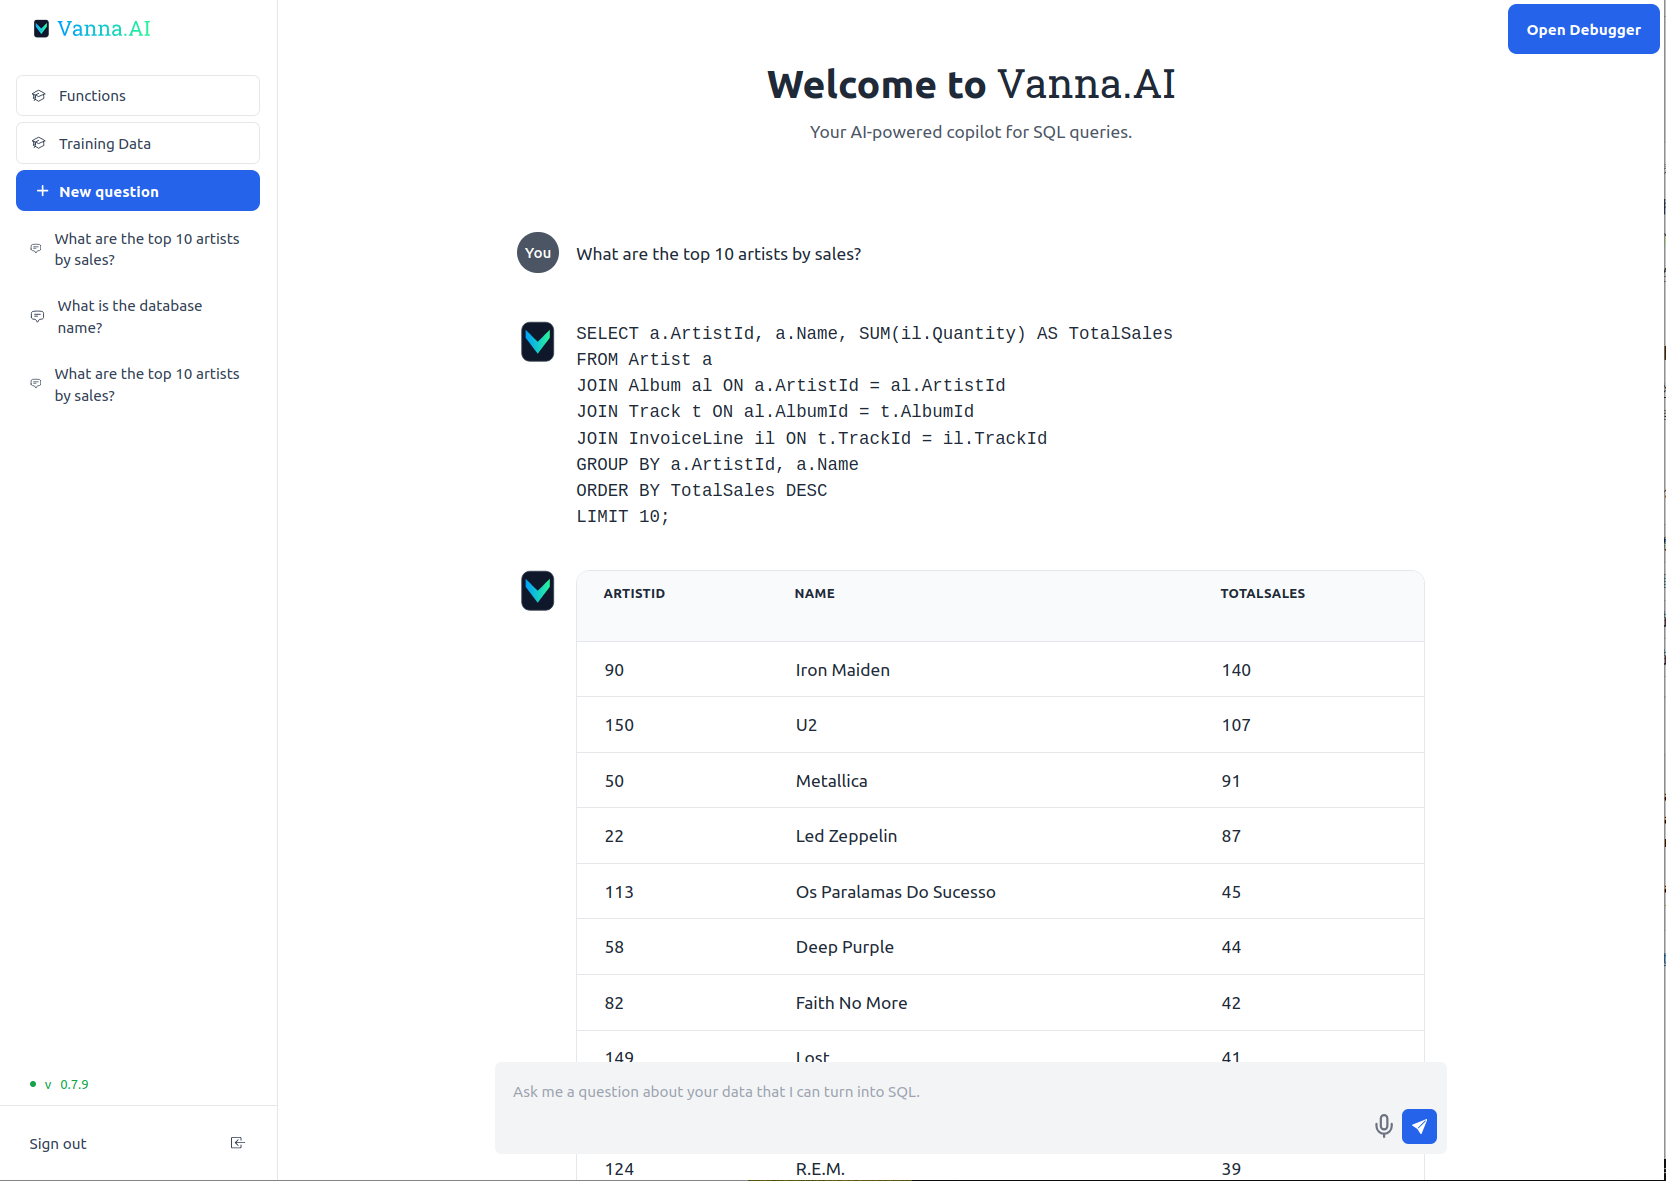 Vanna.AI
Functions
Training Data
+ New question
What are the top 10 artists
by sales?
What is the database
name?
What are the top 10 artists
by sales?
v 0.7.9
Sign out
Open Debugger
Welcome to Vanna.AI
Your AI-powered copilot for SQL queries.
You What are the top 10 artists by sales?
SELECT a.ArtistId, a.Name, SUM(il.Quantity) AS TotalSales
FROM Artist a
JOIN Album al ON a.ArtistId = al.ArtistId
JOIN Track t ON al.AlbumId = t.AlbumId
JOIN InvoiceLine il ON t.TrackId = il.TrackId
GROUP BY a.ArtistId, a.Name
ORDER BY TotalSales DESC
LIMIT 10;
ARTISTID NAME TOTALSALES
90 Iron Maiden 140
150 U2 107
50 Metallica 91
22 Led Zeppelin 87
113 Os Paralamas Do Sucesso 45
58 Deep Purple 44
82 Faith No More 42
149 Lost 41
Ask me a question about your data that I can turn into SQL.
124 R.E.M. 39